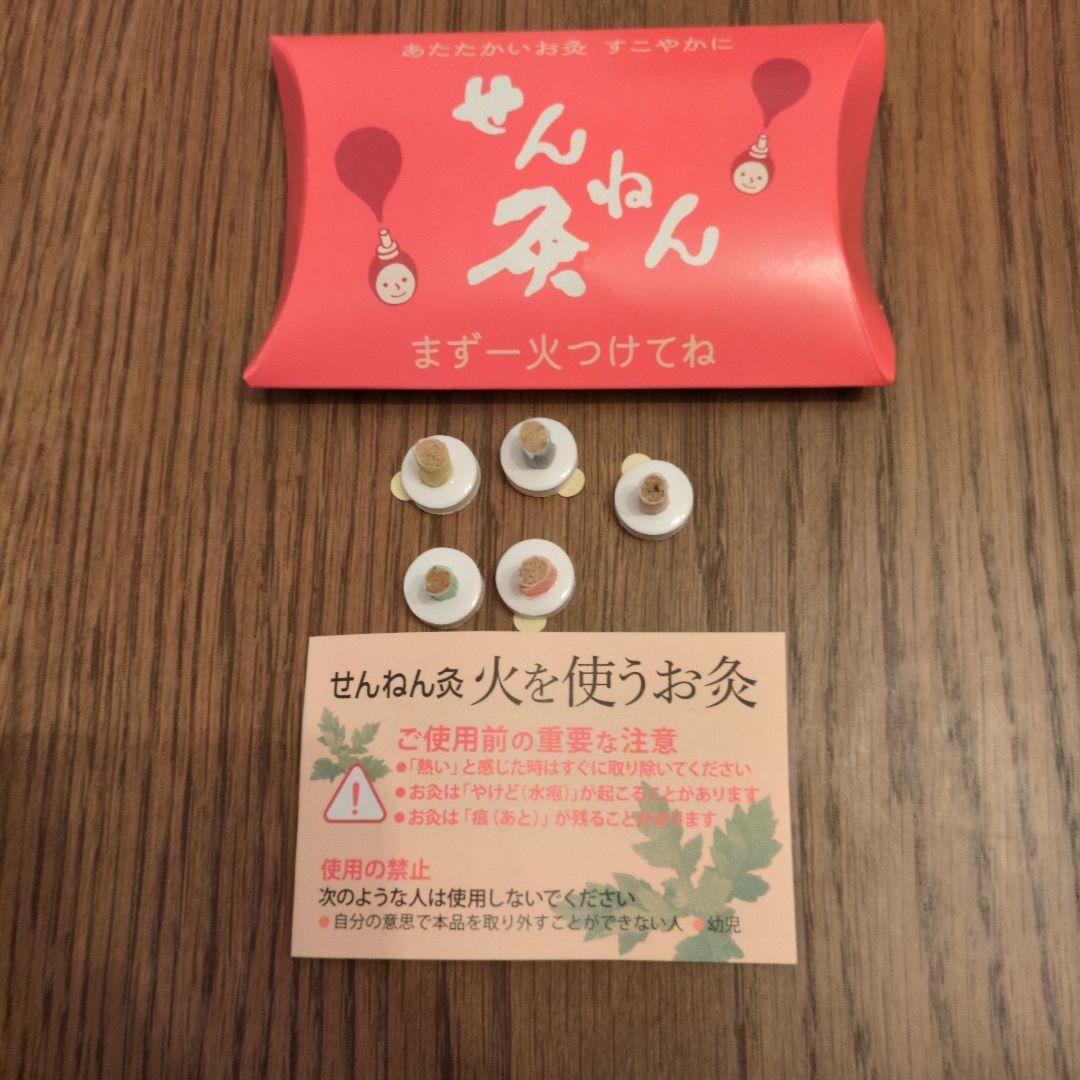 あたたかいお灸 すこやかに
せんねん灸
まず一火つけてね
せんねん灸 火を使うお灸
ご使用前の重要な注意
●「熱い」と感じた時はすぐに取り除いてください
●お灸は「やけど(水疱)」が起こることがあります
●お灸は「痕(あと)」が残ることがあります
!
使用の禁止
次のような人は使用しないでください
●自分の意思で本品を取り外すことができない人 ●幼児